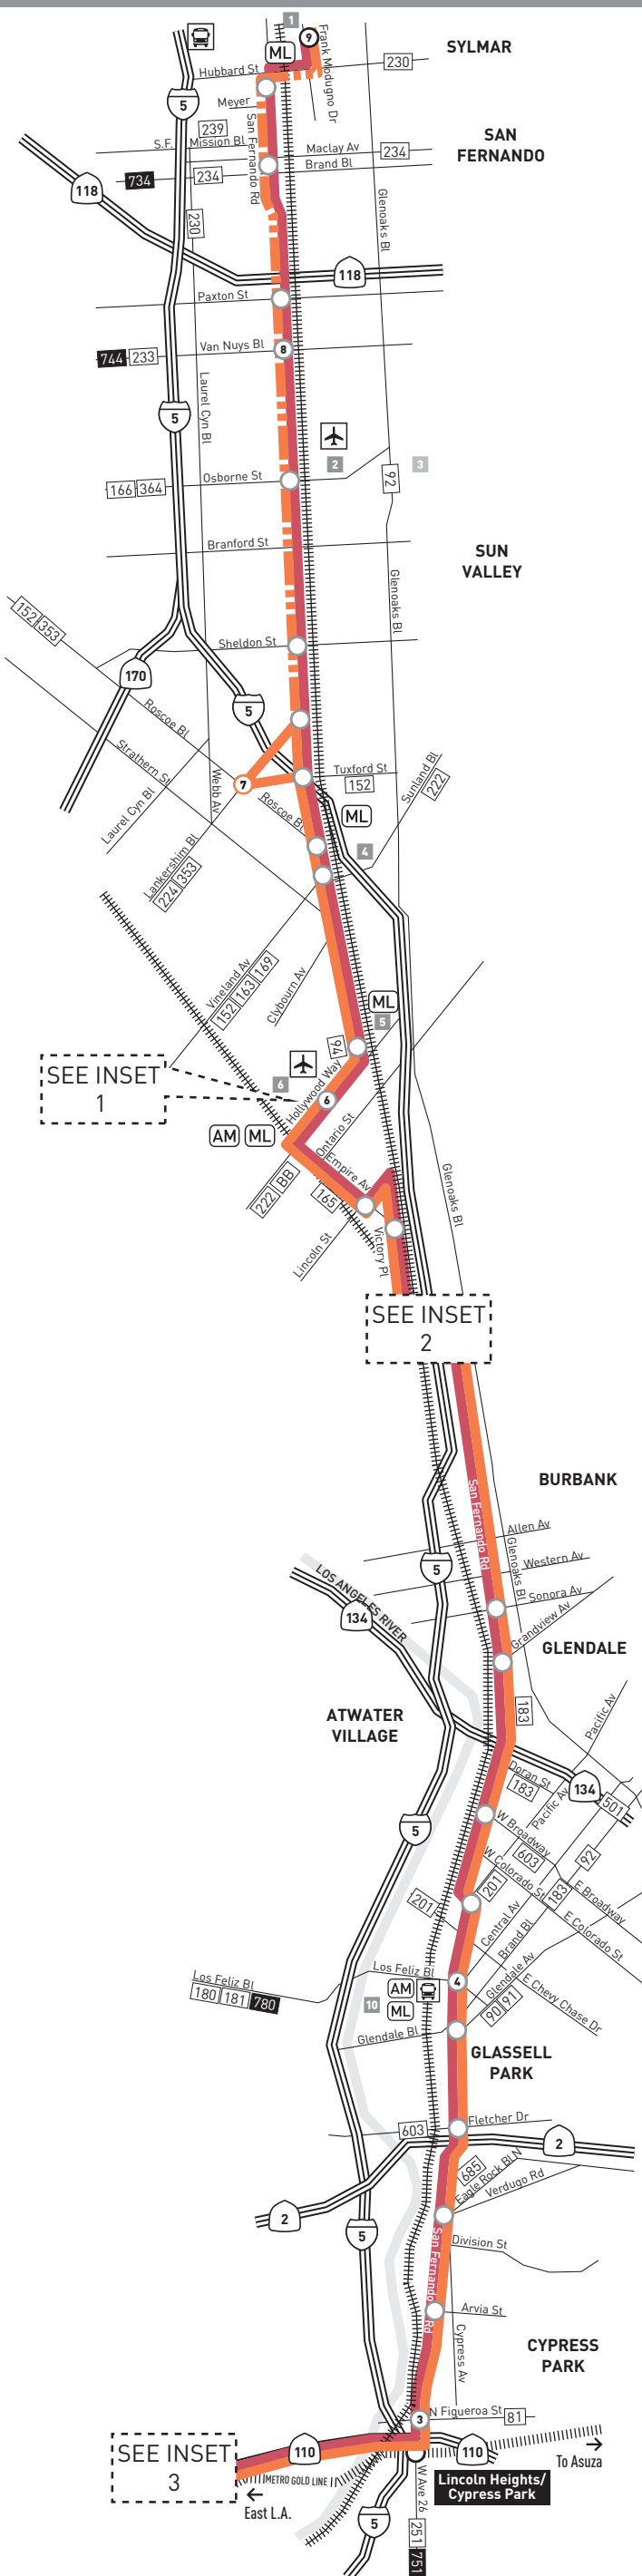 1
9
Frank Modugno Dr
SYLMAR
ML
Hubbard St
230
5
Meyer
239
SAN
FERNANDO
S.F. Mission Bl
San Fernando Rd
Maclay Av
234
Brand Bl
734
234
118
230
Glenoaks Bl
118
Paxton St
Van Nuys Bl
8
744
233
Laurel Cyn Bl
5
2
3
Osborne St
92
166
364
Branford St
SUN
VALLEY
Glenoaks Bl
152
353
Sheldon St
170
Roscoe Bl
5
Strathern St
Tuxford St
152
7
Webb Av
Sunland Bl
222
Laurel Cyn Bl
Roscoe Bl
ML
Lankershim Bl
224
353
4
Vineland Av
152
163
169
Clybourn Av
ML
5
94
SEE INSET
1
6
Hollywood Way
6
AM
ML
Ontario St
Empire Av
222
BB
165
Lincoln St
Victory Pl
Glenoaks Bl
SEE INSET
2
BURBANK
San Fernando Rd
Allen Av
Glenoaks Bl
Western Av
5
Sonora Av
LOS ANGELES RIVER
134
Grandview Av
GLENDALE
183
ATWATER
VILLAGE
Pacific Av
Doran St
183
134
Pacific Av
501
5
W Broadway
603
92
W Colorado St
201
183
E Broadway
201
Central Av
Brand Bl
E Colorado St
Los Feliz Bl
4
Glendale Av
Los Feliz Bl
180
181
780
AM
10
ML
90
91
E Chevy Chase Dr
Glendale Bl
GLASSELL
PARK
Fletcher Dr
603
2
685
Eagle Rock BLN
Verdugo Rd
2
5
Division St
San Fernando Rd
Arvia St
Cypress Av
CYPRESS
PARK
3
N Figueroa St
81
SEE INSET
3
110
110
To Asuza
METRO GOLD LINE
Lincoln Heights/
Cypress Park
East L.A.
W Ave 26
5
251
751